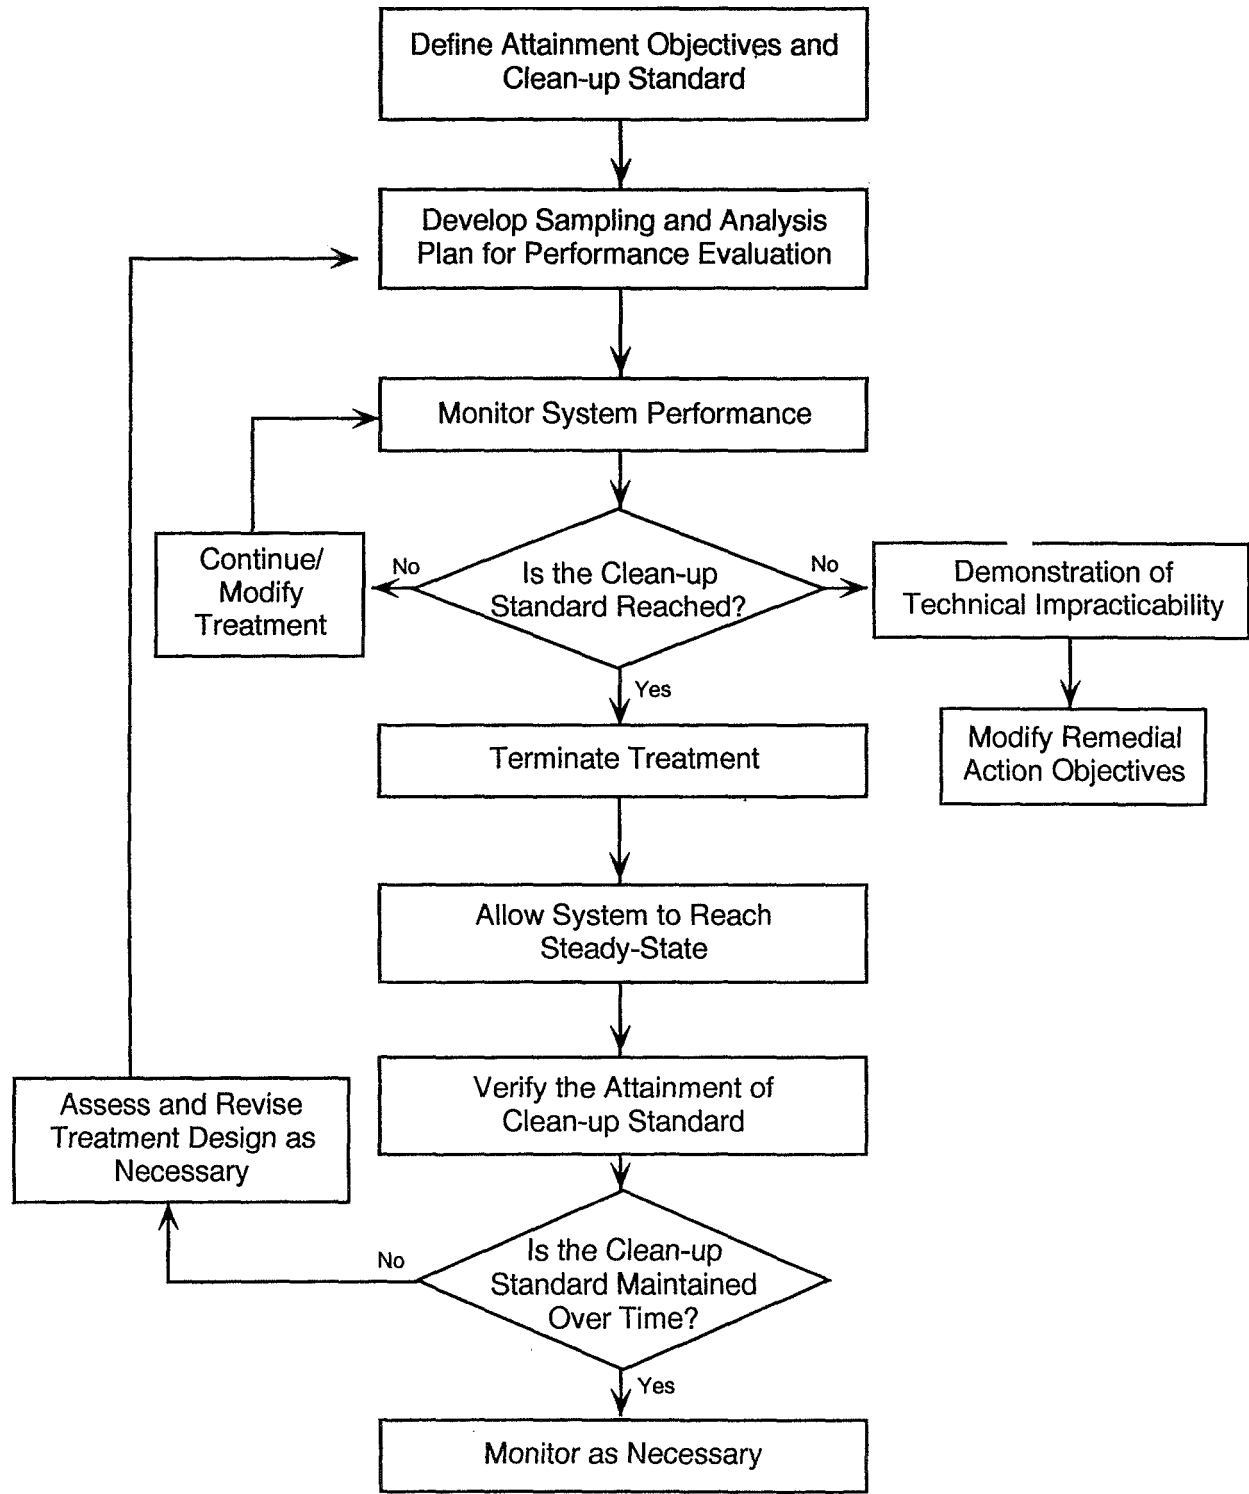 Define Attainment Objectives and
Clean-up Standard
Develop Sampling and Analysis
Plan for Performance Evaluation
Monitor System Performance
Continue/
Modify
Treatment
No
Is the Clean-up
Standard Reached?
No
Demonstration of
Technical Impracticability
Yes
Modify Remedial
Action Objectives
Terminate Treatment
Allow System to Reach
Steady-State
Verify the Attainment of
Clean-up Standard
Assess and Revise
Treatment Design as
Necessary
No
Is the Clean-up
Standard Maintained
Over Time?
Yes
Monitor as Necessary